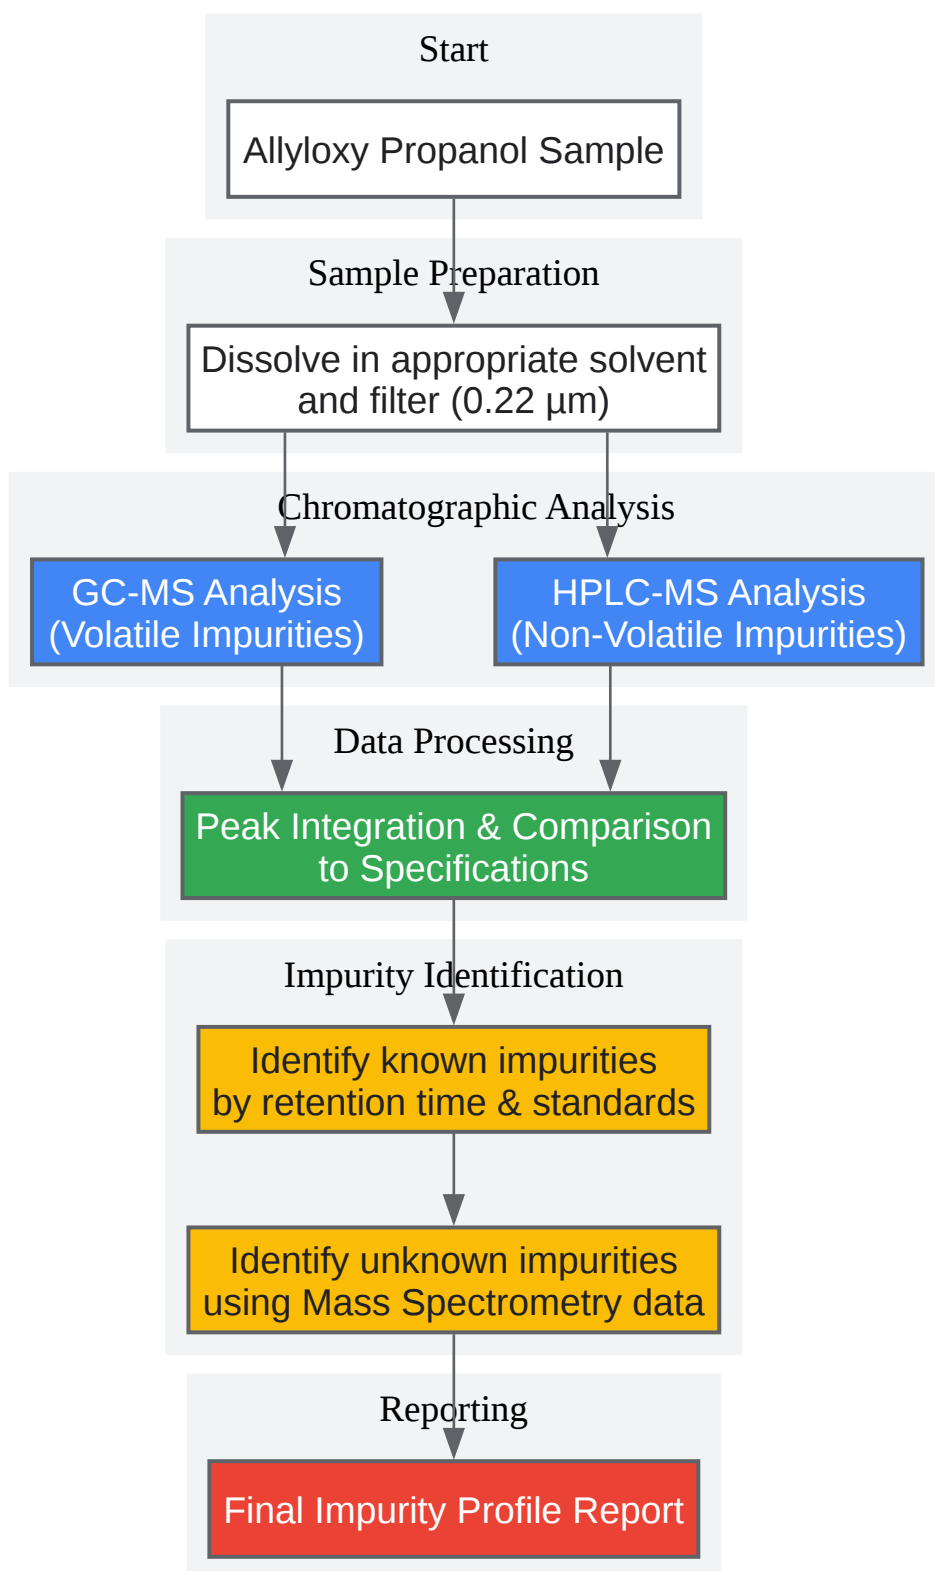 Start
Allyloxy Propanol Sample
Sample Preparation
Dissolve in appropriate solvent
and filter (0.22 µm)
Chromatographic Analysis
GC-MS Analysis
(Volatile Impurities)
HPLC-MS Analysis
(Non-Volatile Impurities)
Data Processing
Peak Integration & Comparison
to Specifications
Impurity Identification
Identify known impurities
by retention time & standards
Identify unknown impurities
using Mass Spectrometry data
Reporting
Final Impurity Profile Report